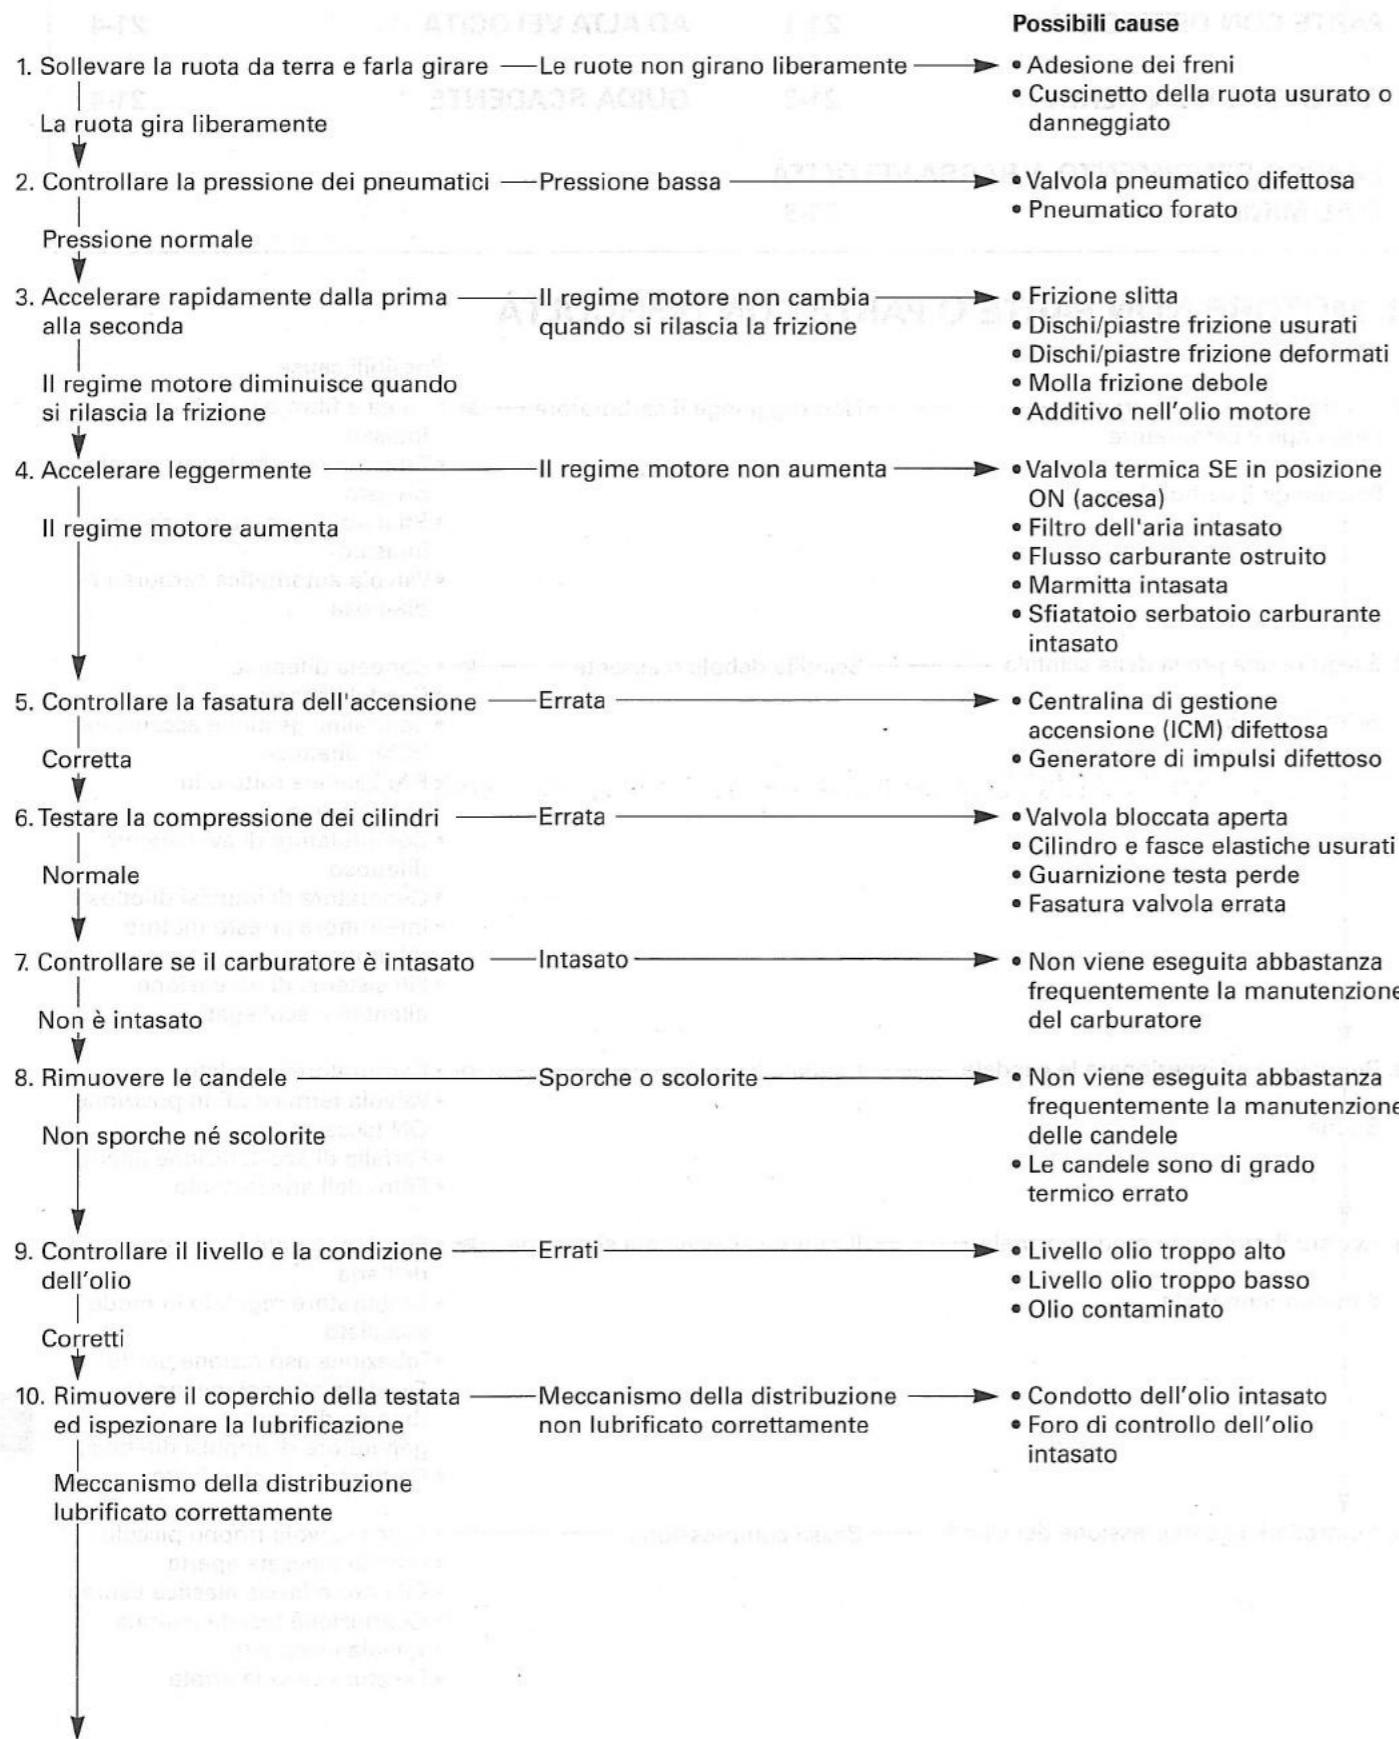 Possibili cause
1. Sollevare la ruota da terra e farla girare
Le ruote non girano liberamente
• Adesione dei freni
• Cuscinetto della ruota usurato o
danneggiato
La ruota gira liberamente
2. Controllare la pressione dei pneumatici
Pressione bassa
• Valvola pneumatico difettosa
• Pneumatico forato
Pressione normale
3. Accelerare rapidamente dalla prima
alla seconda
Il regime motore non cambia
quando si rilascia la frizione
• Frizione slitta
• Dischi/piastre frizione usurati
• Dischi/piastre frizione deformati
• Molla frizione debole
• Additivo nell'olio motore
Il regime motore diminuisce quando
si rilascia la frizione
4. Accelerare leggermente
Il regime motore non aumenta
• Valvola termica SE in posizione
ON (accesa)
• Filtro dell'aria intasato
• Flusso carburante ostruito
• Marmitta intasata
• Sfiatatoio serbatoio carburante
intasato
Il regime motore aumenta
5. Controllare la fasatura dell'accensione
Errata
• Centralina di gestione
accensione (ICM) difettosa
• Generatore di impulsi difettoso
Corretta
6. Testare la compressione dei cilindri
Errata
• Valvola bloccata aperta
• Cilindro e fasce elastiche usurati
• Guarnizione testa perde
• Fasatura valvola errata
Normale
7. Controllare se il carburatore è intasato
Intasato
• Non viene eseguita abbastanza
frequentemente la manutenzione
del carburatore
Non è intasato
8. Rimuovere le candele
Sporche o scolorite
• Non viene eseguita abbastanza
frequentemente la manutenzione
delle candele
• Le candele sono di grado
termico errato
Non sporche né scolorite
9. Controllare il livello e la condizione
dell'olio
Errati
• Livello olio troppo alto
• Livello olio troppo basso
• Olio contaminato
Corretti
10. Rimuovere il coperchio della testata
ed ispezionare la lubrificazione
Meccanismo della distribuzione
non lubrificato correttamente
• Condotto dell'olio intasato
• Foro di controllo dell'olio
intasato
Meccanismo della distribuzione
lubrificato correttamente